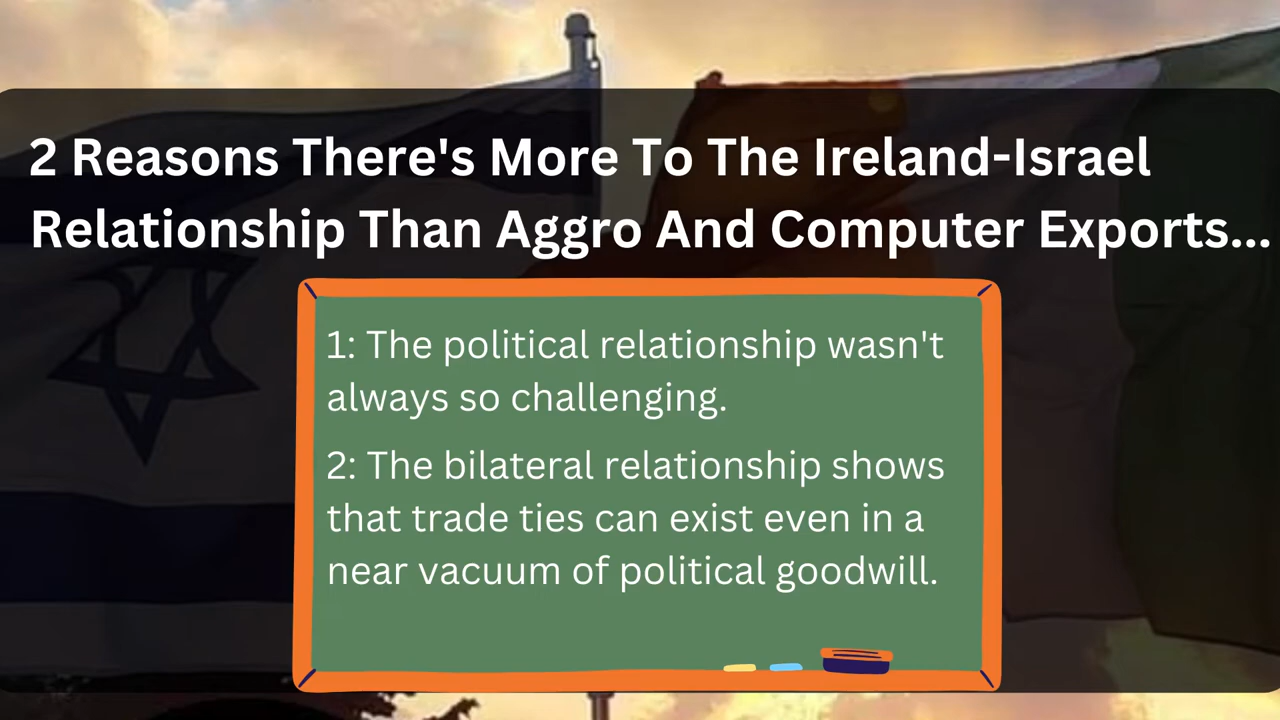 2 Reasons There's More To The Ireland-Israel
Relationship Than Aggro And Computer Exports...
1: The political relationship wasn't
always so challenging.
2: The bilateral relationship shows
that trade ties can exist even in a
near vacuum of political goodwill.